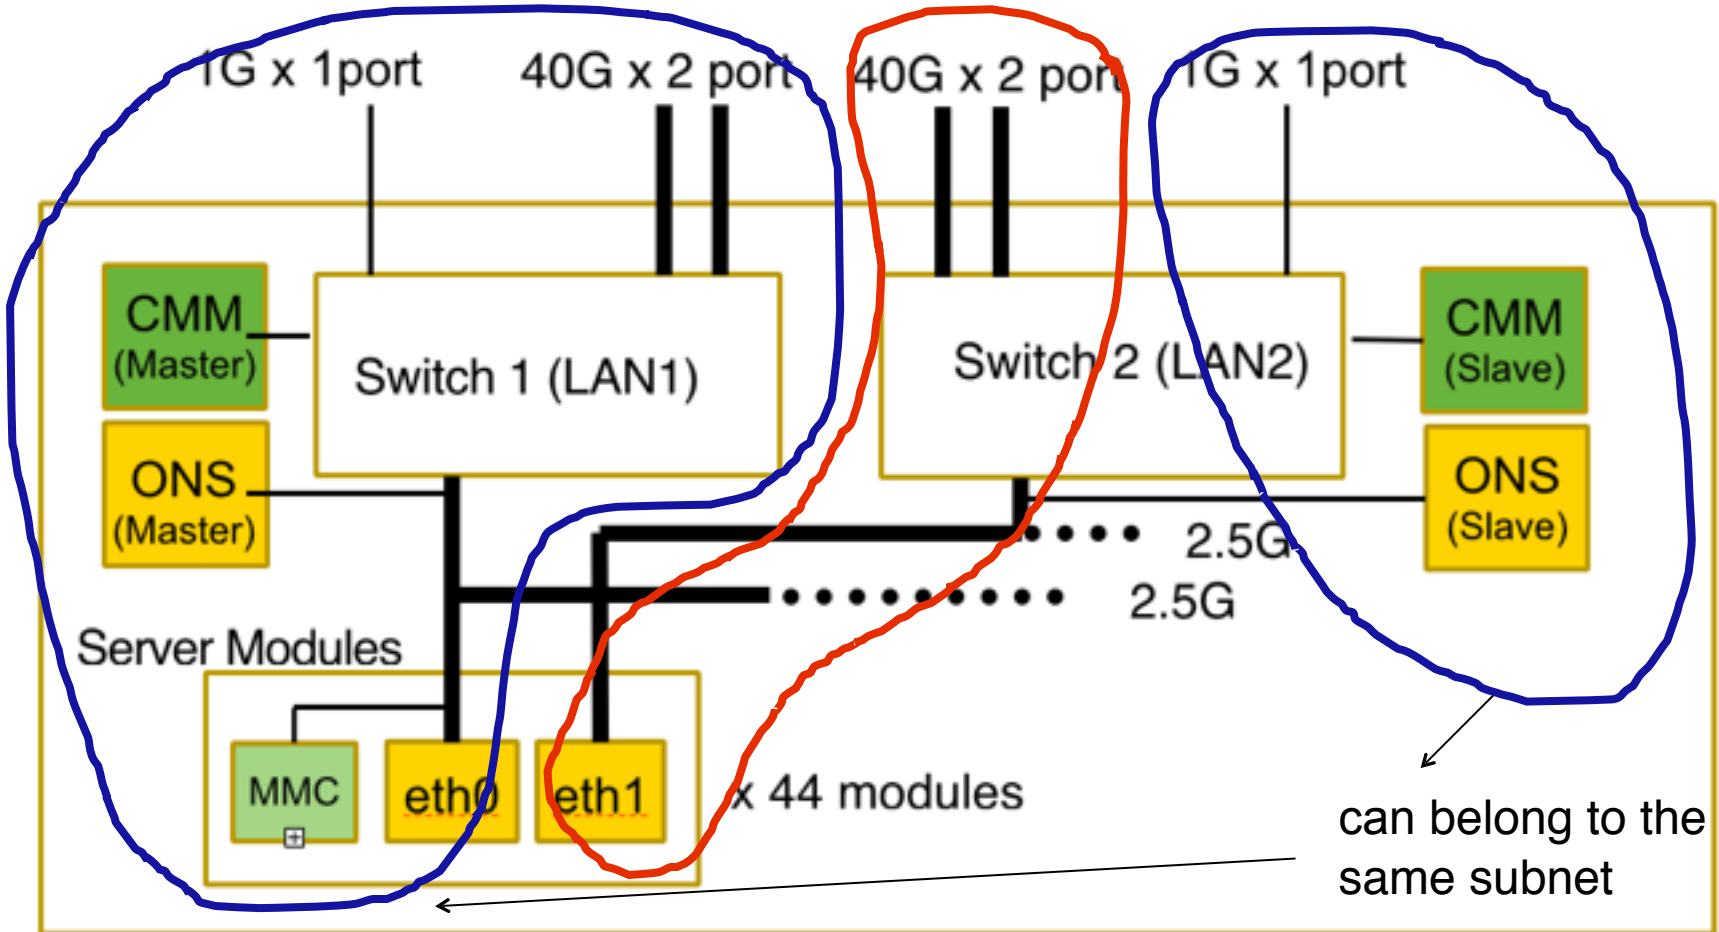 1G x 1port
40G x 2 port
40G x 2 port
1G x 1port
CMM
(Master)
Switch 1 (LAN1)
Switch 2 (LAN2)
CMM
(Slave)
ONS
(Master)
ONS
(Slave)
2.5G
2.5G
Server Modules
MMC
eth0
eth1
x 44 modules
can belong to the
same subnet